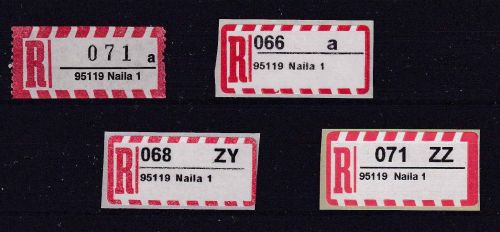 R 071 a
95119 Naila 1
R 066 a
95119 Naila 1
R 068 ZY
95119 Naila 1
R 071 ZZ
95119 Naila 1